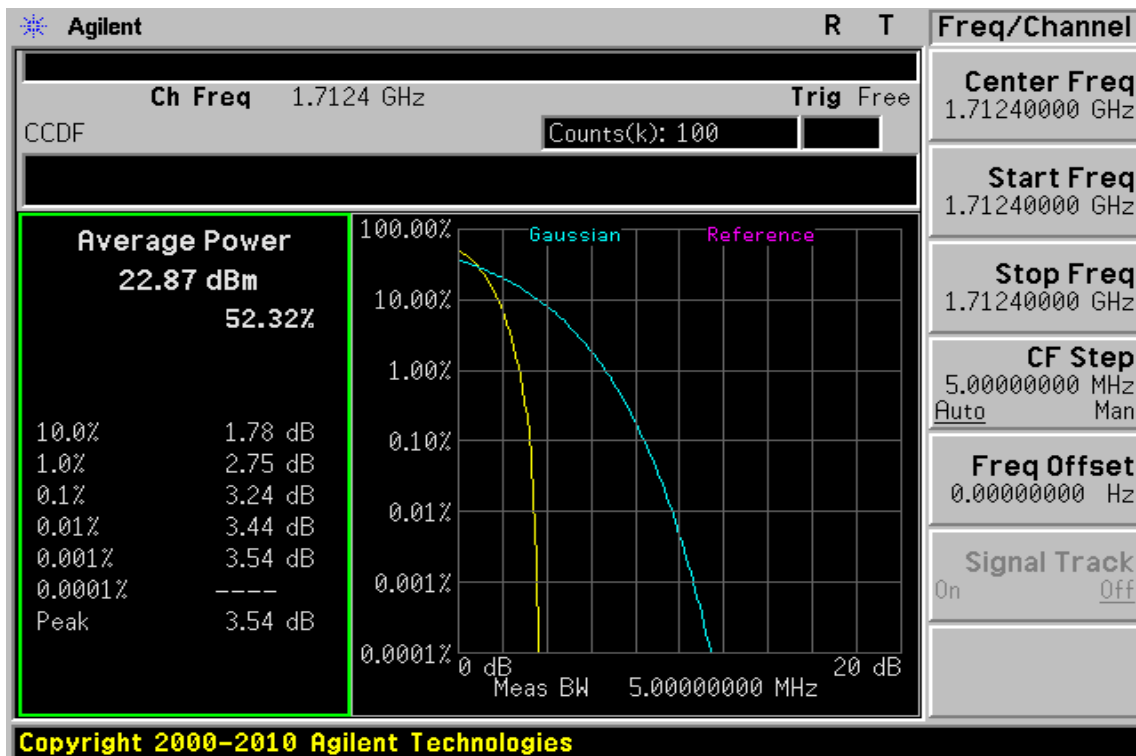 Agilent R T
Ch Freq 1.7124 GHz Trig Free
CCDF Counts(k): 100
Average Power
22.87 dBm
52.32%
10.0% 1.78 dB
1.0% 2.75 dB
0.1% 3.24 dB
0.01% 3.44 dB
0.001% 3.54 dB
0.0001% ----
Peak 3.54 dB
Gaussian Reference
100.00%
10.00%
1.00%
0.10%
0.01%
0.001%
0.0001%
0 dB 20 dB
Meas BW 5.00000000 MHz
Freq/Channel
Center Freq
1.71240000 GHz
Start Freq
1.71240000 GHz
Stop Freq
1.71240000 GHz
CF Step
5.00000000 MHz
Auto Man
Freq Offset
0.00000000 Hz
Signal Track
On Off
Copyright 2000-2010 Agilent Technologies